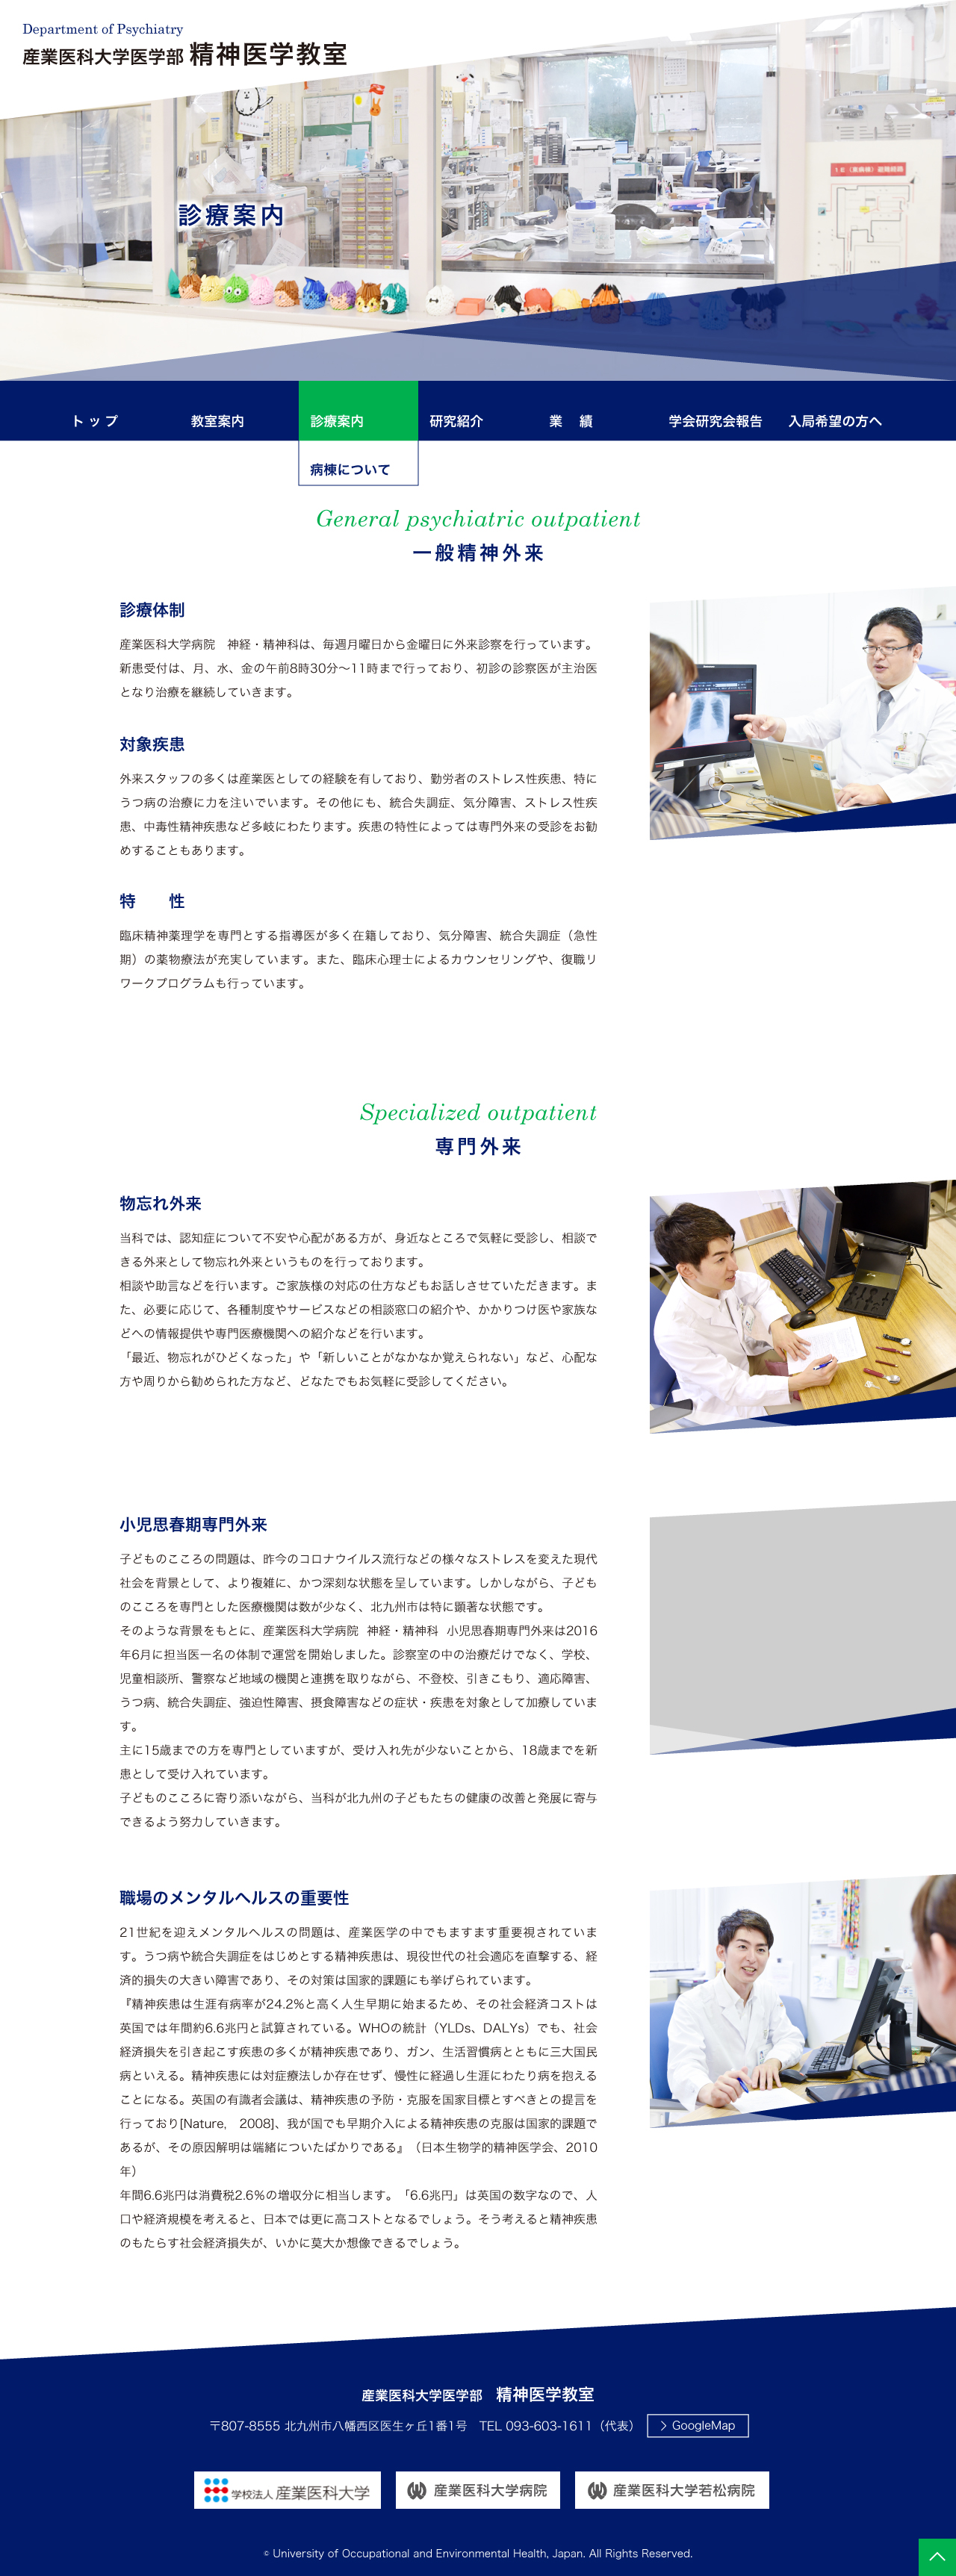 Department of Psychiatry
産業医科大学医学部 精神医学教室
診療案内
トップ 教室案内 診療案内 研究紹介 業 績 学会研究会報告 入局希望の方へ
病棟について
General psychiatric outpatient
一般精神外来
診療体制
産業医科大学病院　神経・精神科は、毎週月曜日から金曜日に外来診察を行っています。
新患受付は、月、水、金の午前8時30分～11時まで行っており、初診の診察医が主治医
となり治療を継続していきます。
対象疾患
外来スタッフの多くは産業医としての経験を有しており、勤労者のストレス性疾患、特に
うつ病の治療に力を注いでいます。その他にも、統合失調症、気分障害、ストレス性疾
患、中毒性精神疾患など多岐にわたります。疾患の特性によっては専門外来の受診をお勧
めすることもあります。
特　　性
臨床精神薬理学を専門とする指導医が多く在籍しており、気分障害、統合失調症（急性
期）の薬物療法が充実しています。また、臨床心理士によるカウンセリングや、復職リ
ワークプログラムも行っています。
Specialized outpatient
専門外来
物忘れ外来
当科では、認知症について不安や心配がある方が、身近なところで気軽に受診し、相談で
きる外来として物忘れ外来というものを行っております。
相談や助言などを行います。ご家族様の対応の仕方などもお話しさせていただきます。ま
た、必要に応じて、各種制度やサービスなどの相談窓口の紹介や、かかりつけ医や家族な
どへの情報提供や専門医療機関への紹介などを行います。
「最近、物忘れがひどくなった」や「新しいことがなかなか覚えられない」など、心配な
方や周りから勧められた方など、どなたでもお気軽に受診してください。
小児思春期専門外来
子どものこころの問題は、昨今のコロナウイルス流行などの様々なストレスを変えた現代
社会を背景として、より複雑に、かつ深刻な状態を呈しています。しかしながら、子ども
のこころを専門とした医療機関は数が少なく、北九州市は特に顕著な状態です。
そのような背景をもとに、産業医科大学病院 神経・精神科 小児思春期専門外来は2016
年6月に担当医一名の体制で運営を開始しました。診察室の中の治療だけでなく、学校、
児童相談所、警察など地域の機関と連携を取りながら、不登校、引きこもり、適応障害、
うつ病、統合失調症、強迫性障害、摂食障害などの症状・疾患を対象として加療していま
す。
主に15歳までの方を専門としていますが、受け入れ先が少ないことから、18歳までを新
患として受け入れています。
子どものこころに寄り添いながら、当科が北九州の子どもたちの健康の改善と発展に寄与
できるよう努力していきます。
職場のメンタルヘルスの重要性
21世紀を迎えメンタルヘルスの問題は、産業医学の中でもますます重要視されていま
す。うつ病や統合失調症をはじめとする精神疾患は、現役世代の社会適応を直撃する、経
済的損失の大きい障害であり、その対策は国家的課題にも挙げられています。
『精神疾患は生涯有病率が24.2%と高く人生早期に始まるため、その社会経済コストは
英国では年間約6.6兆円と試算されている。WHOの統計（YLDs、DALYs）でも、社会
経済損失を引き起こす疾患の多くが精神疾患であり、ガン、生活習慣病とともに三大国民
病といえる。精神疾患には対症療法しか存在せず、慢性に経過し生涯にわたり病を抱える
ことになる。英国の有識者会議は、精神疾患の予防・克服を国家目標とすべきとの提言を
行っており[Nature,　2008]、我が国でも早期介入による精神疾患の克服は国家的課題で
あるが、その原因解明は端緒についたばかりである』（日本生物学的精神医学会、2010
年）
年間6.6兆円は消費税2.6%の増収分に相当します。「6.6兆円」は英国の数字なので、人
口や経済規模を考えると、日本では更に高コストとなるでしょう。そう考えると精神疾患
のもたらす社会経済損失が、いかに莫大か想像できるでしょう。
産業医科大学医学部　精神医学教室
〒807-8555 北九州市八幡西区医生ヶ丘1番1号　TEL 093-603-1611（代表） GoogleMap
学校法人 産業医科大学 産業医科大学病院 産業医科大学若松病院
© University of Occupational and Environmental Health, Japan. All Rights Reserved.